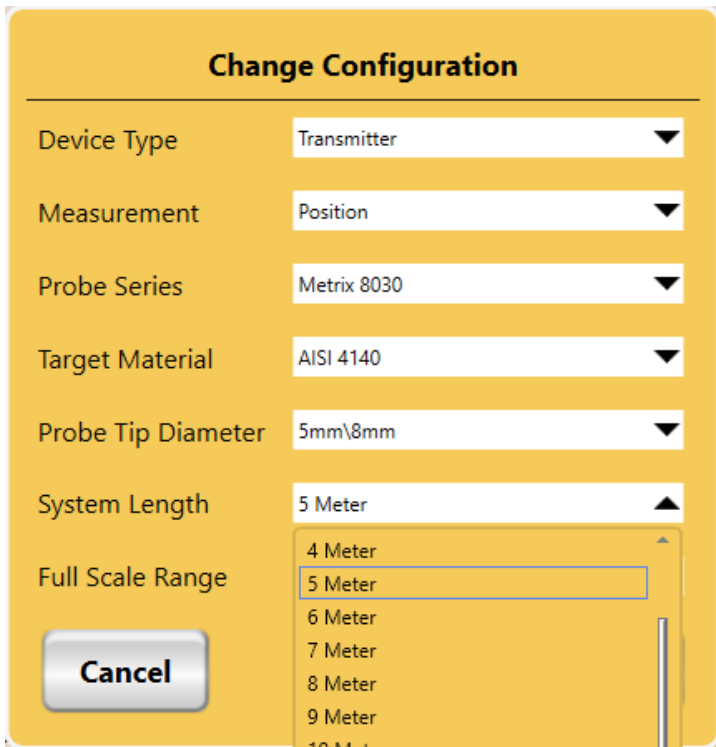 Change Configuration
Device Type Transmitter
Measurement Position
Probe Series Metrix 8030
Target Material AISI 4140
Probe Tip Diameter 5mm\8mm
System Length 5 Meter
4 Meter
5 Meter
Full Scale Range
6 Meter
7 Meter
Cancel
8 Meter
9 Meter